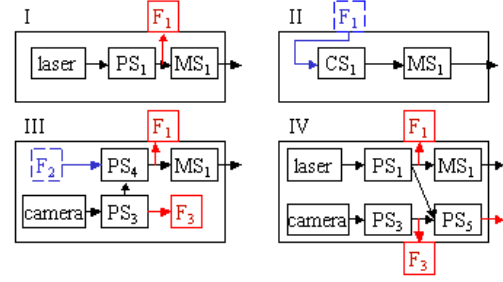 I
F1
laser
PS1
MS1
II
F1
CS1
MS1
III
F1
F2
PS4
MS1
camera
PS3
F3
IV
F1
laser
PS1
MS1
camera
PS3
PS5
F3